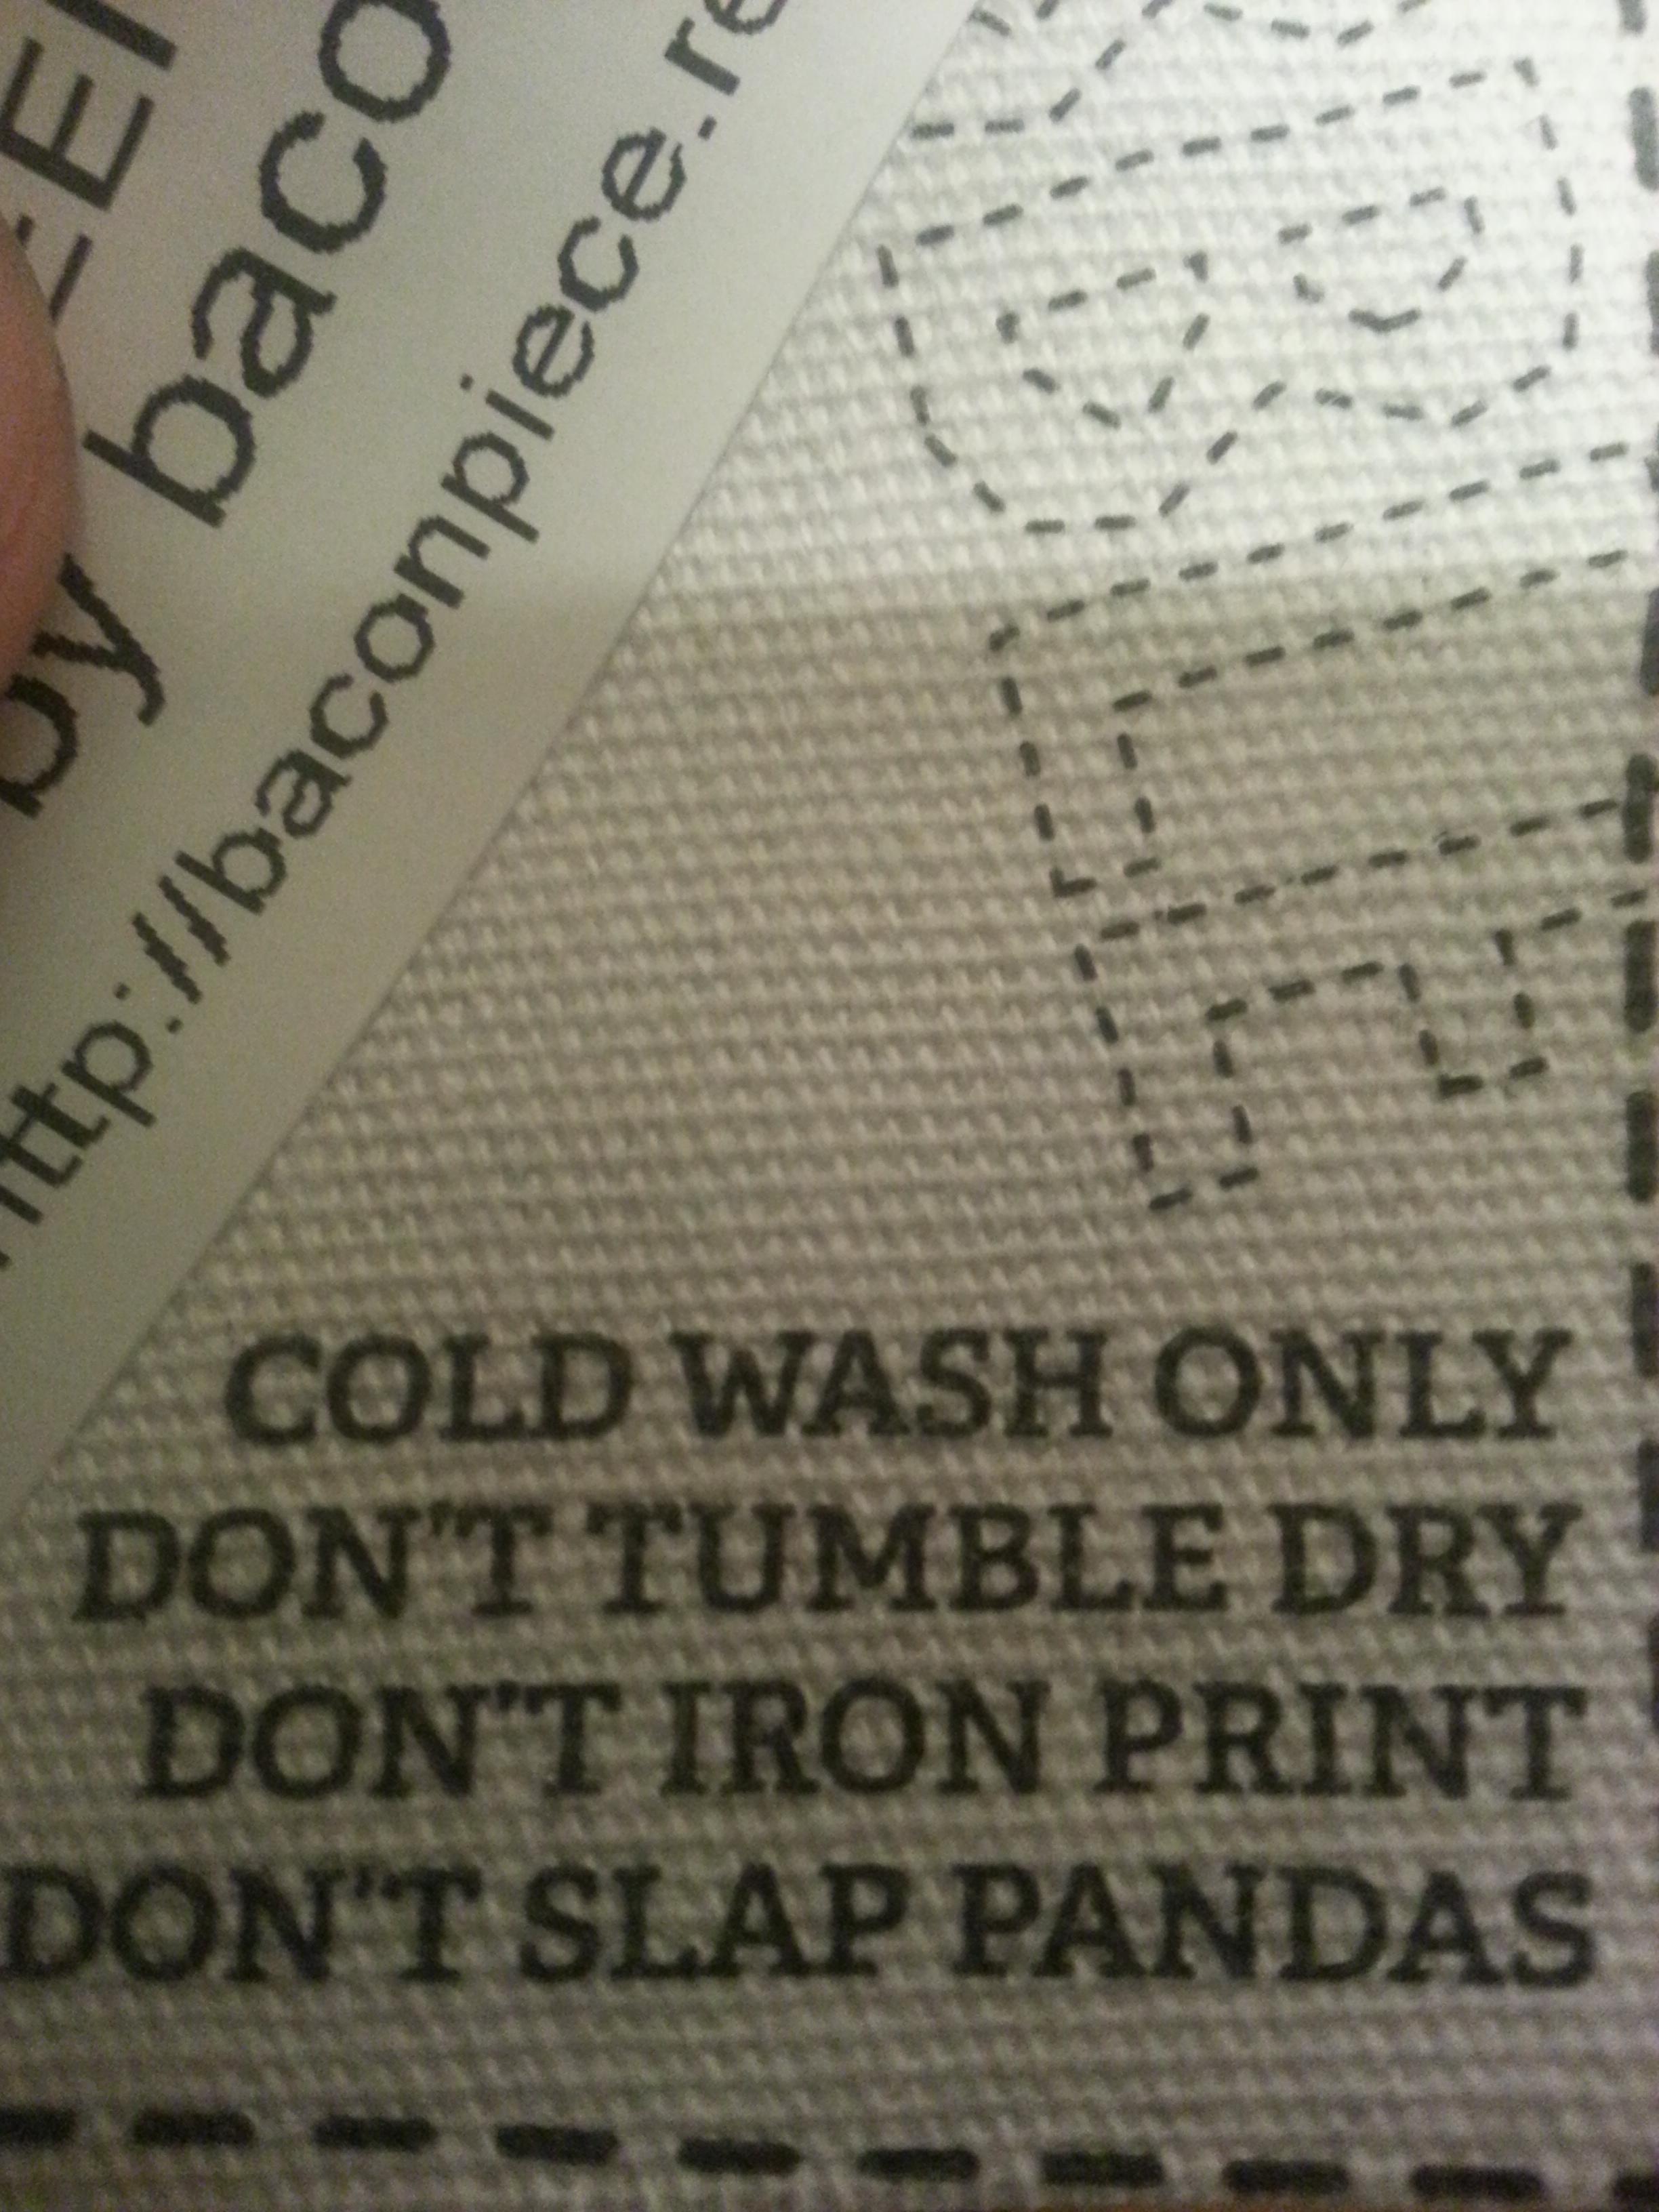 by baco
http://baconpiece.re
COLD WASH ONLY
DON'T TUMBLE DRY
DON'T IRON PRINT
DON'T SLAP PANDAS